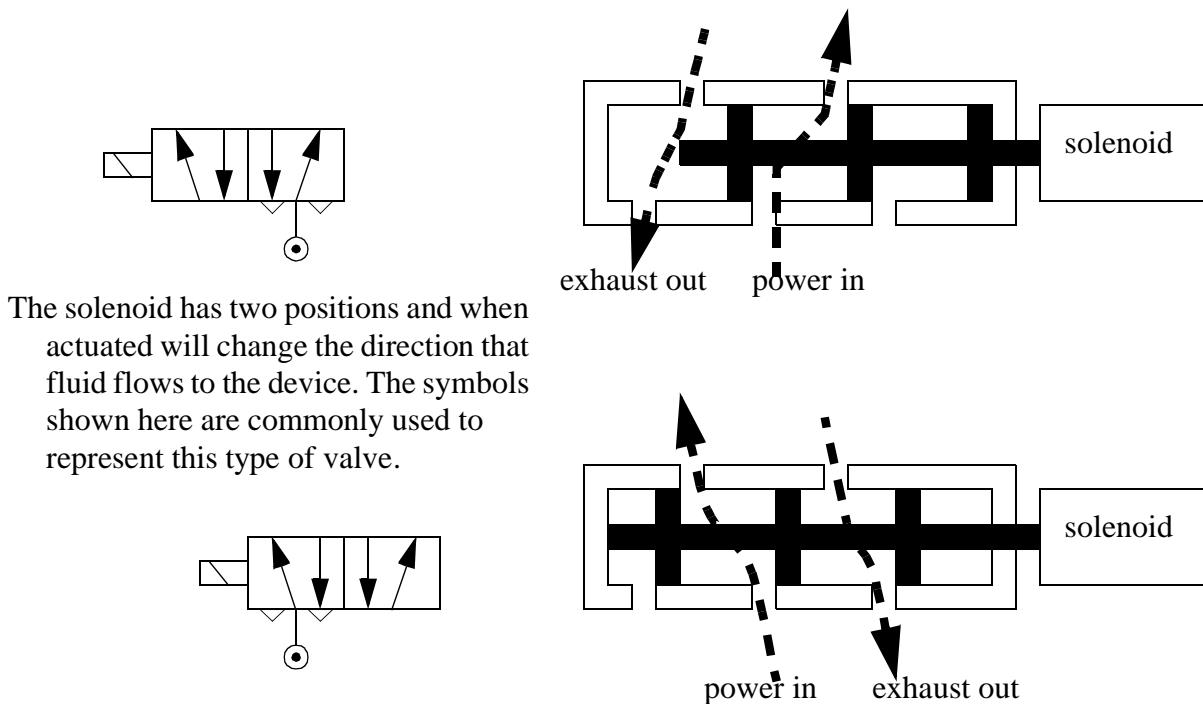 solenoid
exhaust out
power in
The solenoid has two positions and when
actuated will change the direction that
fluid flows to the device. The symbols
shown here are commonly used to
represent this type of valve.
solenoid
power in
exhaust out